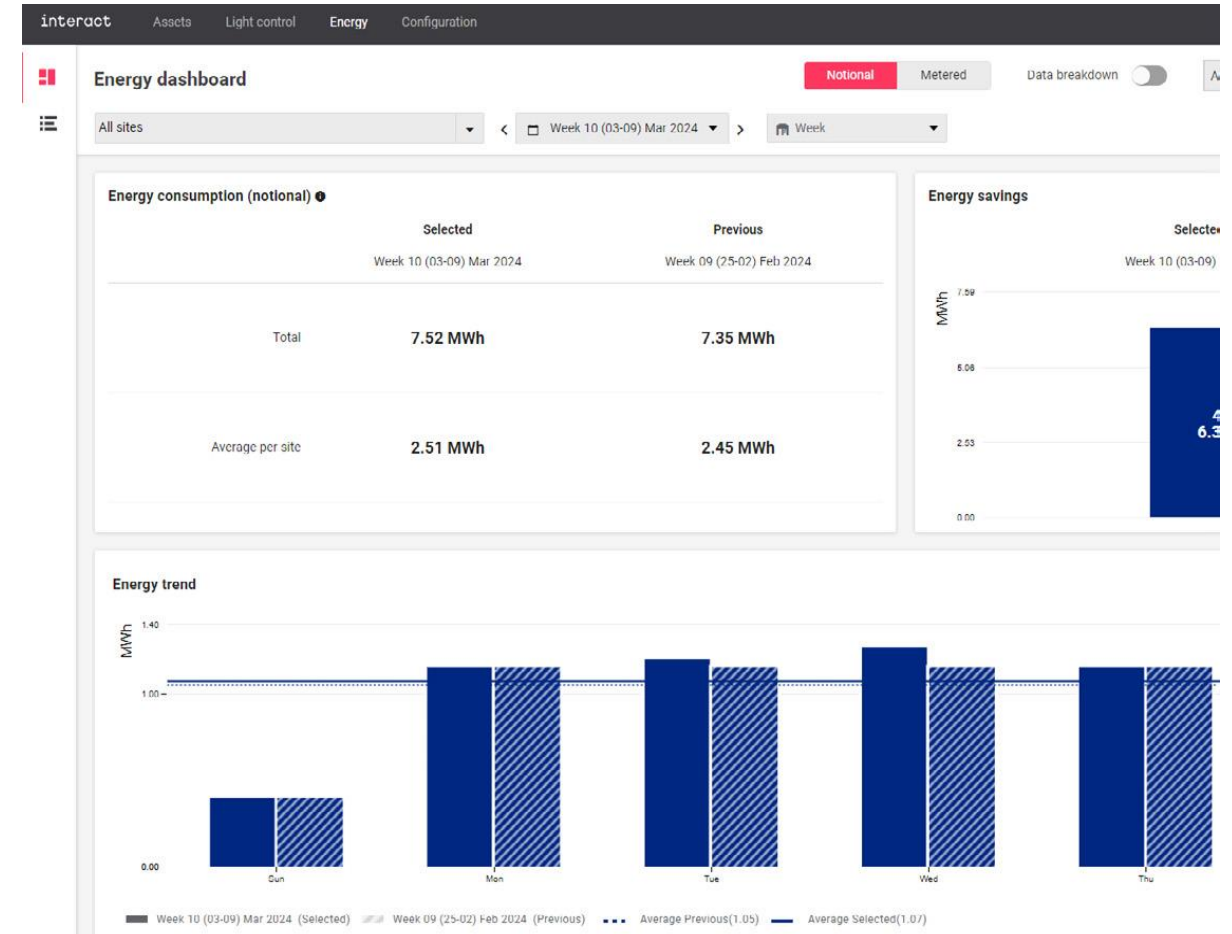 interact Assets Light control Energy Configuration
Energy dashboard Notional Metered Data breakdown
All sites Week 10 (03-09) Mar 2024 Week
Energy consumption (notional)
Selected Previous
Week 10 (03-09) Mar 2024 Week 09 (25-02) Feb 2024
Total 7.52 MWh 7.35 MWh
Average per site 2.51 MWh 2.45 MWh
Energy savings
Selecte
Week 10 (03-09)
MWh
7.59
5.06
2.53
6.3
0.00
Energy trend
MWh
1.40
1.00
0.00
Sun Mon Tue Wed Thu
Week 10 (03-09) Mar 2024 (Selected) Week 09 (25-02) Feb 2024 (Previous) Average Previous(1.05) Average Selected(1.07)